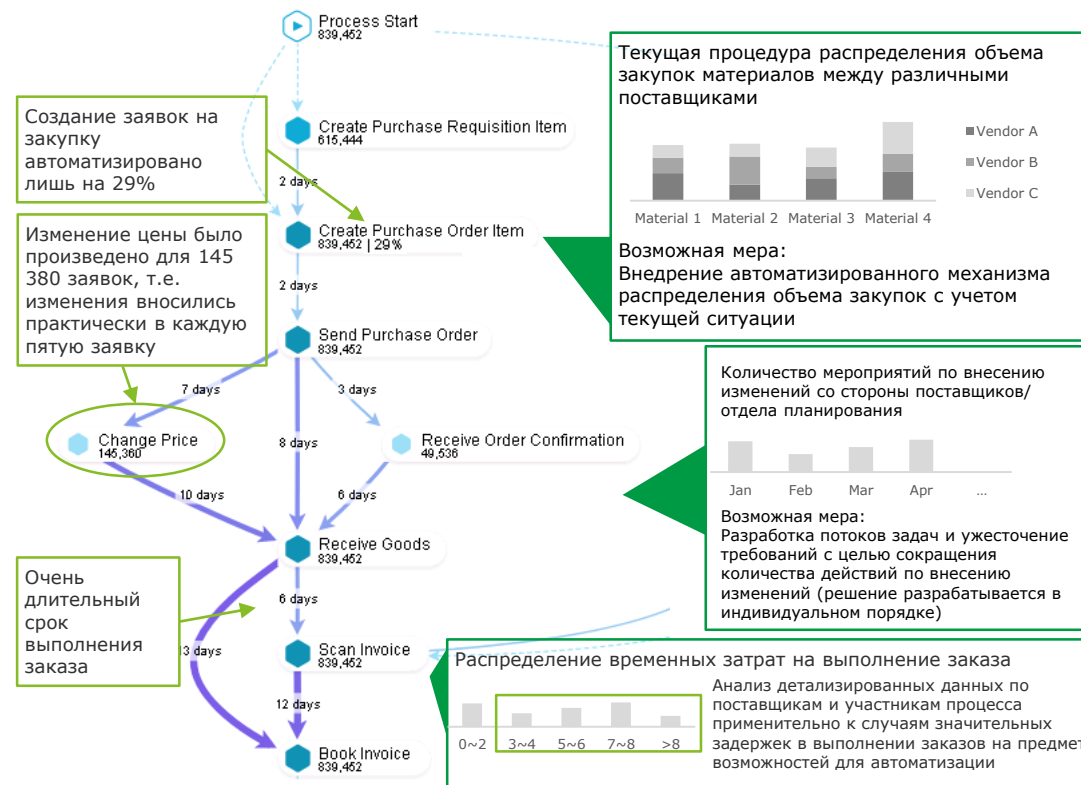 Process Start
839,452
Создание заявок на
закупку
автоматизировано
лишь на 29%
Create Purchase Requisition Item
615,444
2 days
Create Purchase Order Item
839,452 | 29%
Изменение цены было
произведено для 145
380 заявок, т.е.
изменения вносились
практически в каждую
пятую заявку
2 days
Send Purchase Order
839,452
7 days
3 days
8 days
Change Price
145,360
Receive Order Confirmation
49,536
10 days
6 days
Receive Goods
839,452
Очень
длительный
срок
выполнения
заказа
6 days
13 days
Scan Invoice
839,452
12 days
Book Invoice
839,452
Текущая процедура распределения объема
закупок материалов между различными
поставщиками
Vendor A
Vendor B
Vendor C
Material 1 Material 2 Material 3 Material 4
Возможная мера:
Внедрение автоматизированного механизма
распределения объема закупок с учетом
текущей ситуации
Количество мероприятий по внесению
изменений со стороны поставщиков/
отдела планирования
Jan Feb Mar Apr ...
Возможная мера:
Разработка потоков задач и ужесточение
требований с целью сокращения
количества действий по внесению
изменений (решение разрабатывается в
индивидуальном порядке)
Распределение временных затрат на выполнение заказа
0~2 3~4 5~6 7~8 >8
Анализ детализированных данных по
поставщикам и участникам процесса
применительно к случаям значительных
задержек в выполнении заказов на предмет
возможностей для автоматизации